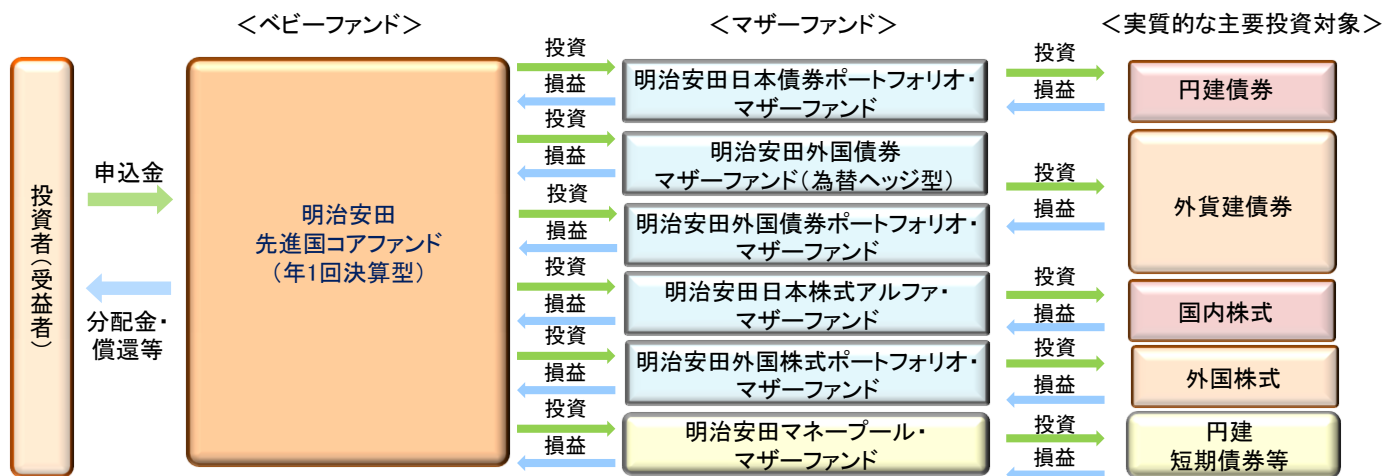 ＜ベビーファンド＞
＜マザーファンド＞
＜実質的な主要投資対象＞
投資者(受益者)
申込金
分配金・
償還等
明治安田
先進国コアファンド
(年1回決算型)
投資
損益
明治安田日本債券ポートフォリオ・
マザーファンド
投資
損益
円建債券
投資
損益
明治安田外国債券
マザーファンド(為替ヘッジ型)
投資
損益
外貨建債券
投資
損益
明治安田外国債券ポートフォリオ・
マザーファンド
投資
損益
明治安田日本株式アルファ・
マザーファンド
投資
損益
国内株式
投資
損益
明治安田外国株式ポートフォリオ・
マザーファンド
投資
損益
外国株式
投資
損益
明治安田マネープール・
マザーファンド
投資
損益
円建
短期債券等